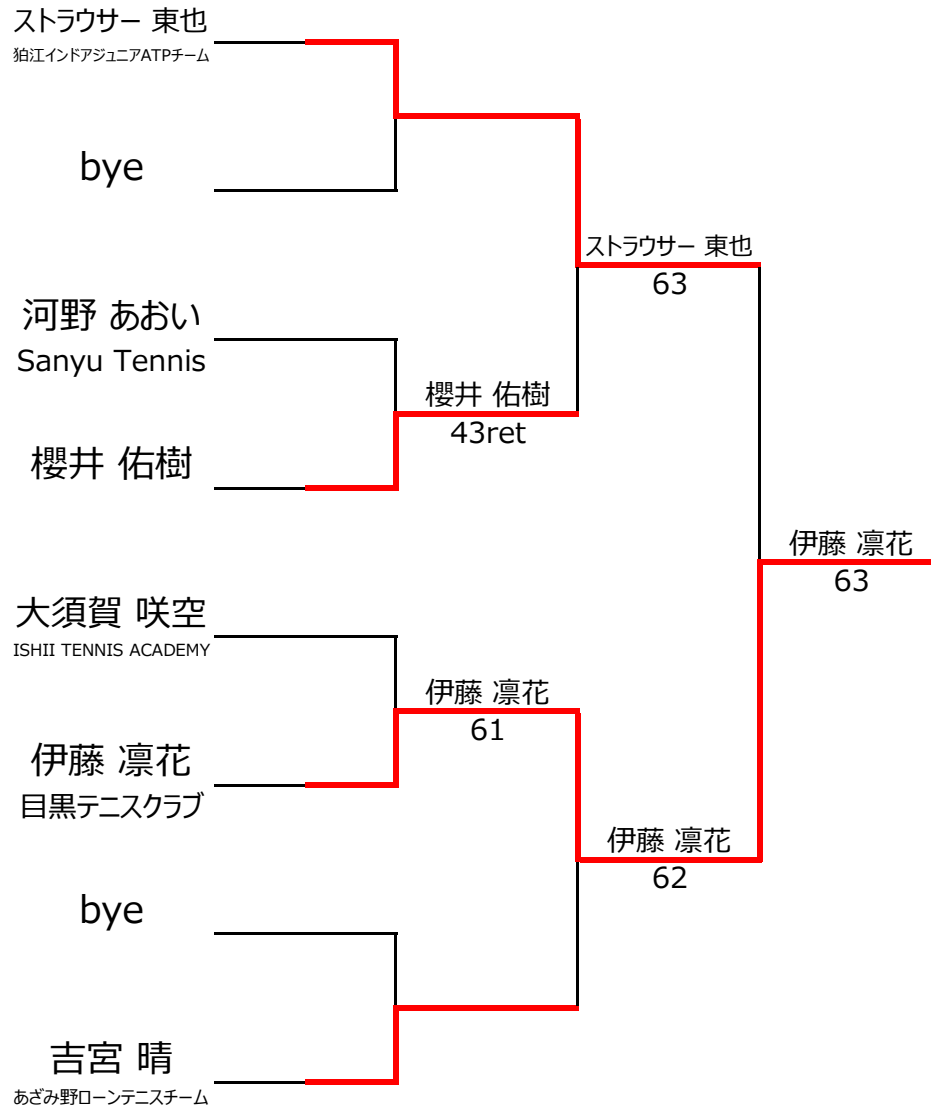 ストラウサー 東也
狛江インドアジュニアATPチーム
bye
河野 あおい
Sanyu Tennis
櫻井 佑樹
大須賀 咲空
ISHII TENNIS ACADEMY
伊藤 凛花
目黒テニスクラブ
bye
吉宮 晴
あざみ野ローンテニスチーム
櫻井 佑樹
43ret
伊藤 凛花
61
ストラウサー 東也
63
伊藤 凛花
62
伊藤 凛花
63